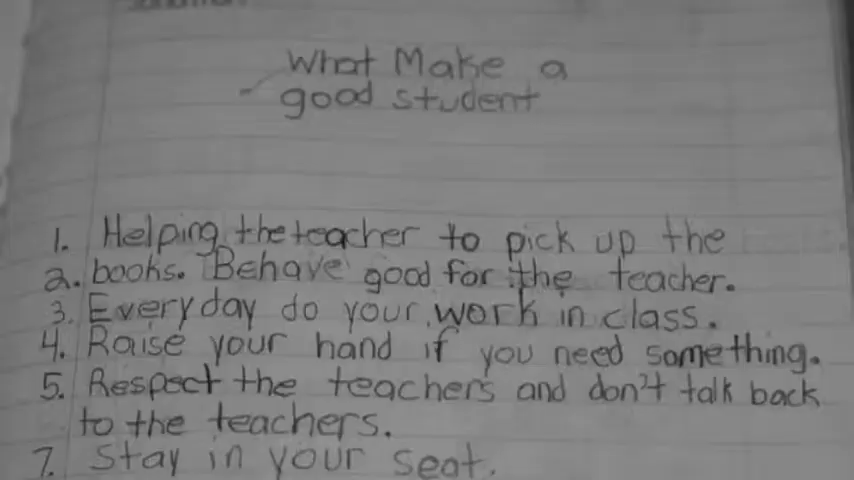 What Make a
good student
1. Helping the teacher to pick up the
2. books. Behave good for the teacher.
3. Everyday do your work in class.
4. Raise your hand if you need something.
5. Respect the teachers and don't talk back
to the teachers.
7. Stay in your seat.